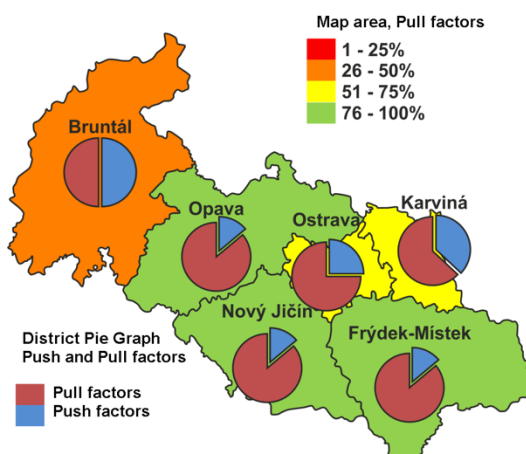 Map area, Pull factors
1 - 25%
26 - 50%
51 - 75%
76 - 100%
Bruntál
Opava
Ostrava
Karviná
Nový Jičín
Frýdek-Místek
District Pie Graph
Push and Pull factors
Pull factors
Push factors